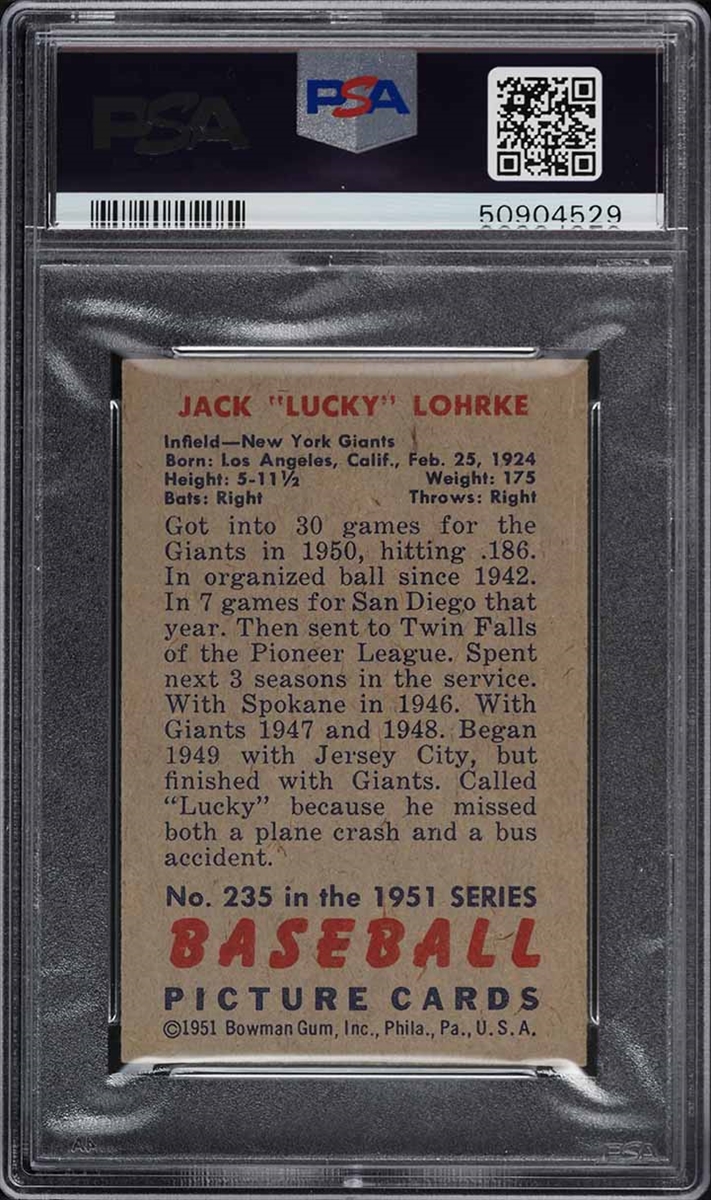 PSA
PSA
50904529
JACK "LUCKY" LOHRKE
Infield—New York Giants
Born: Los Angeles, Calif., Feb. 25, 1924
Height: 5-11½ Weight: 175
Bats: Right Throws: Right
Got into 30 games for the
Giants in 1950, hitting .186.
In organized ball since 1942.
In 7 games for San Diego that
year. Then sent to Twin Falls
of the Pioneer League. Spent
next 3 seasons in the service.
With Spokane in 1946. With
Giants 1947 and 1948. Began
1949 with Jersey City, but
finished with Giants. Called
“Lucky” because he missed
both a plane crash and a bus
accident.
No. 235 in the 1951 SERIES
BASEBALL
PICTURE CARDS
©1951 Bowman Gum, Inc., Phila., Pa., U.S.A.
PSA